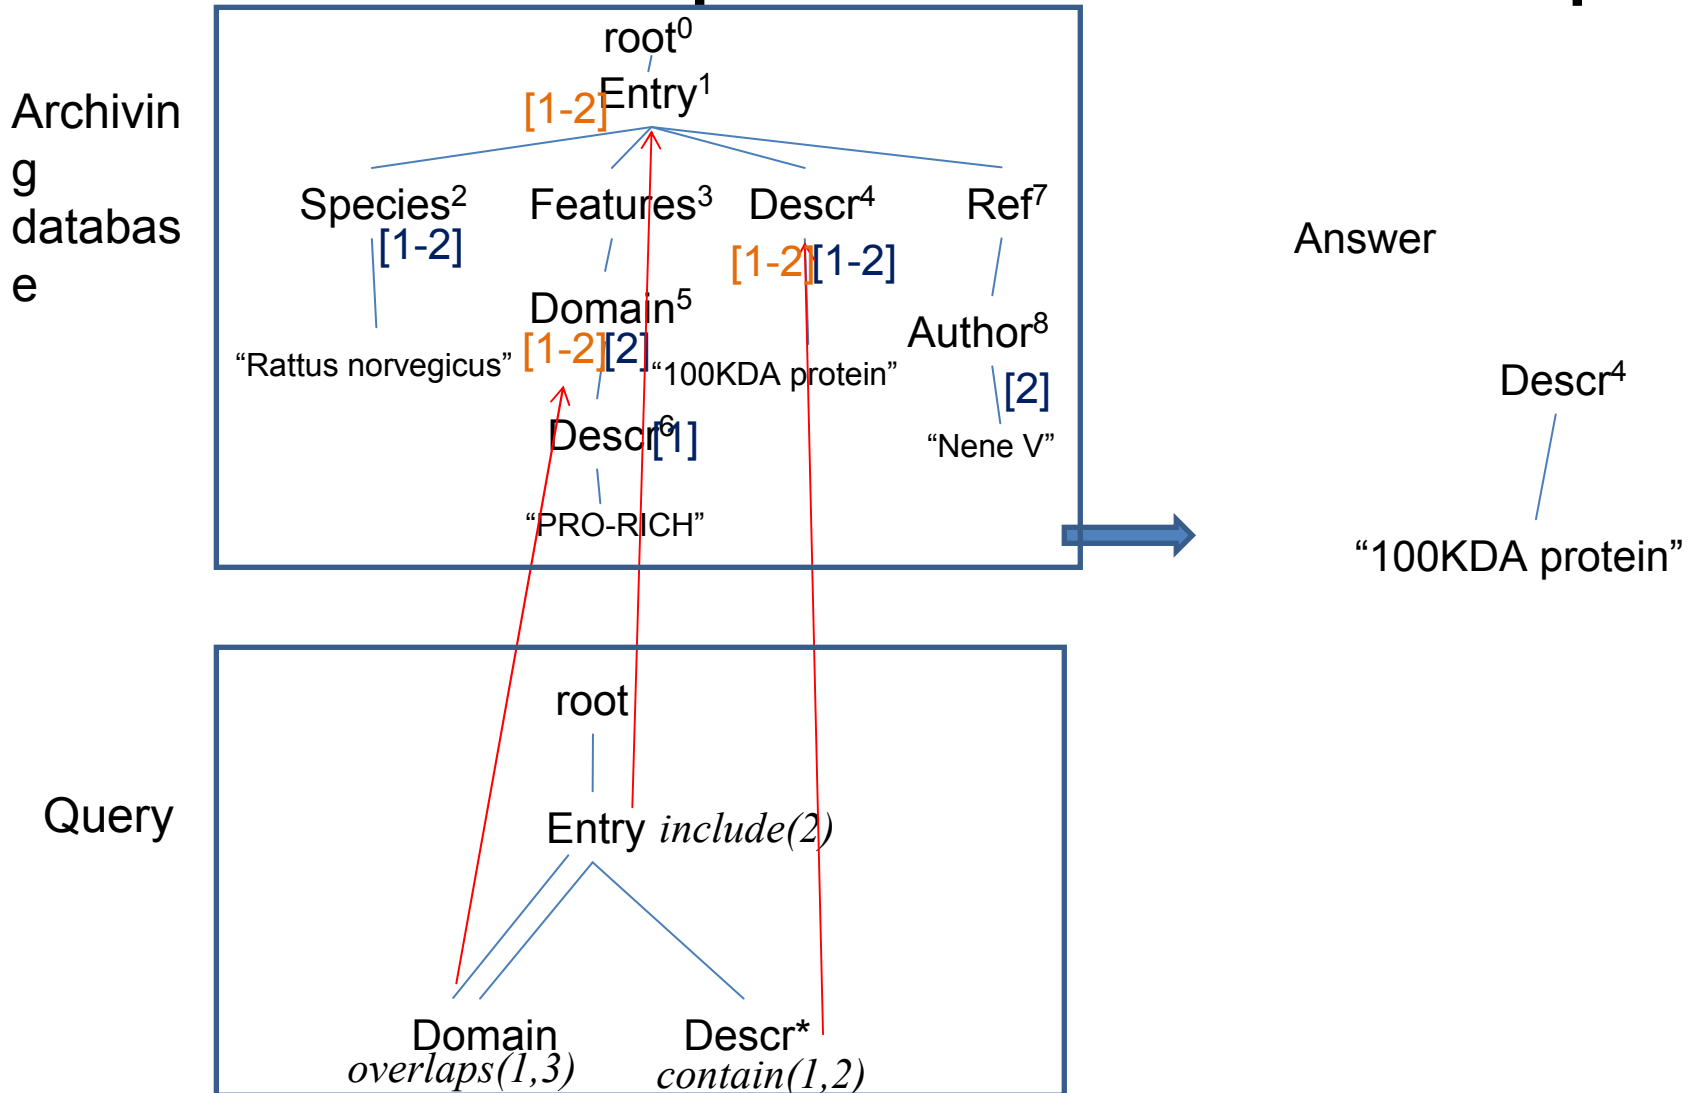 root0
Entry1
[1-2]
Archivin
g
databas
e
Species2 Features3 Descr4 Ref7
[1-2] [1-2] [1-2]
Answer
Domain5
[1-2] [2]
Author8
[2]
“Rattus norvegicus” “100KDA protein”
Descr6 [1]
“Nene V”
“PRO-RICH”
Descr4
“100KDA protein”
root
Query
Entry include(2)
Domain Descr*
overlaps(1,3) contain(1,2)